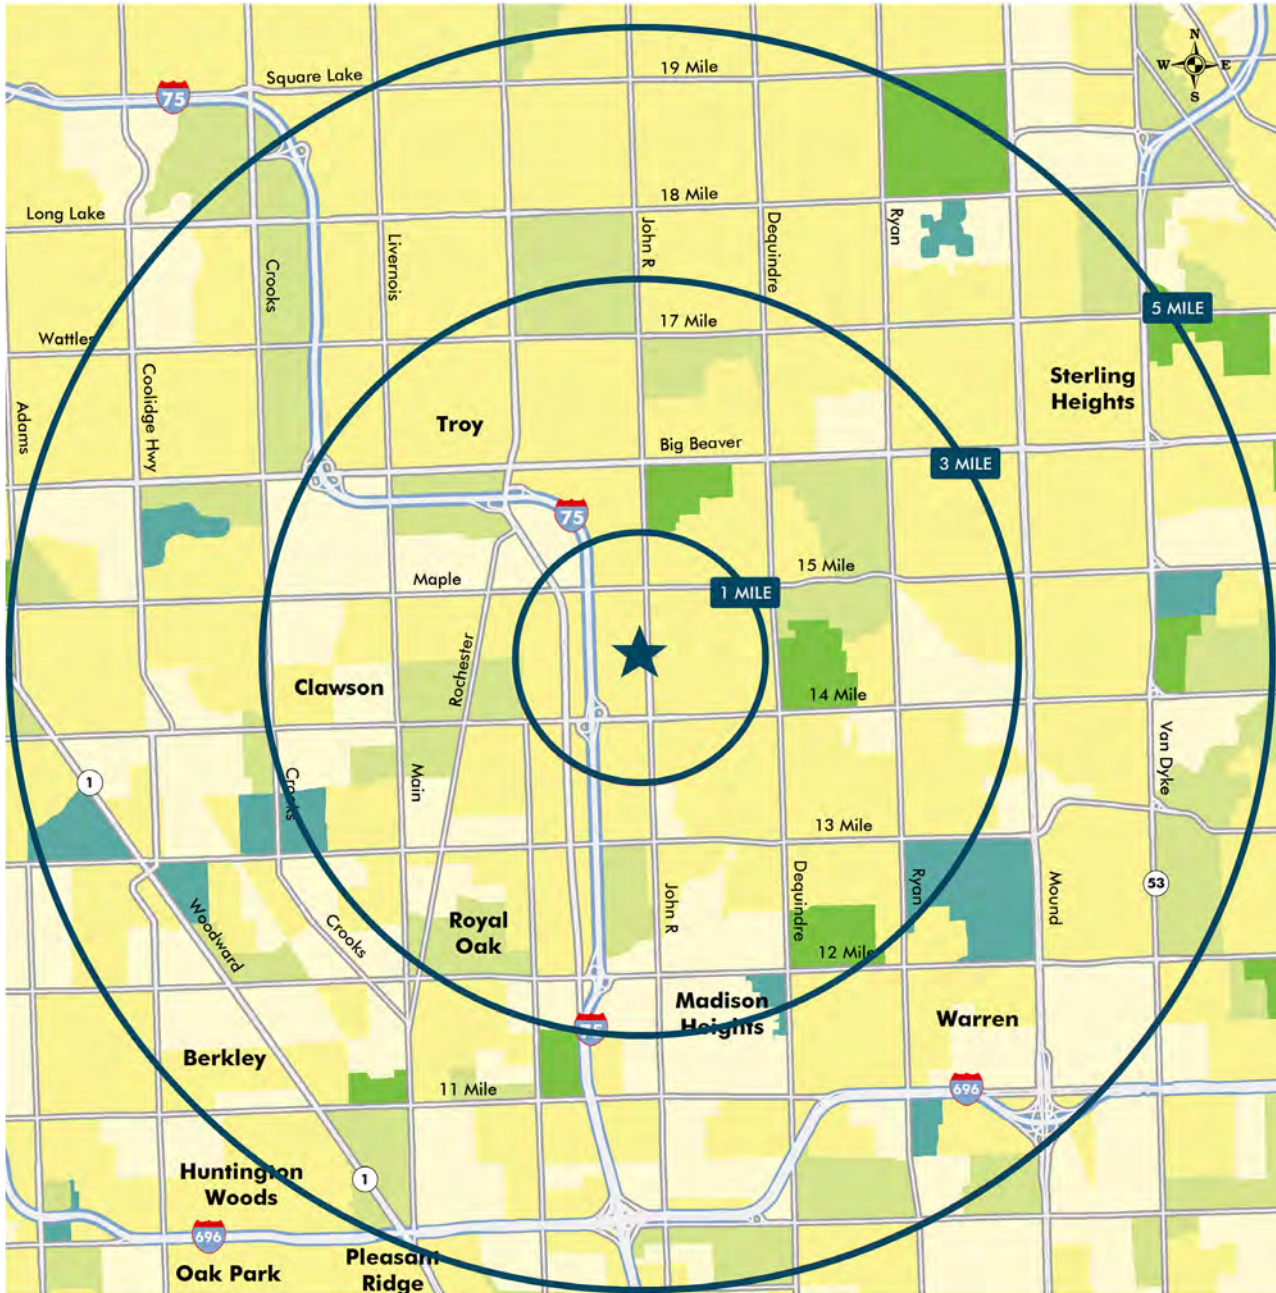 N
W E
S
19 Mile
Square Lake
75
18 Mile
Long Lake
John R
Dequindre
Ryan
Livernois
Crooks
5 MILE
17 Mile
Wattles
Sterling
Heights
Coolidge Hwy
Adams
Troy
Big Beaver
3 MILE
75
15 Mile
Maple
1 MILE
Rochester
Clawson
14 Mile
Van Dyke
Main
Crooks
1
13 Mile
53
Dequindre
Ryan
Mound
John R
Woodward
Crooks
Royal
Oak
12 Mile
Madison
Heights
Warren
75
Berkley
11 Mile
696
Huntington
Woods
1
696
Oak Park
Pleasant
Ridge